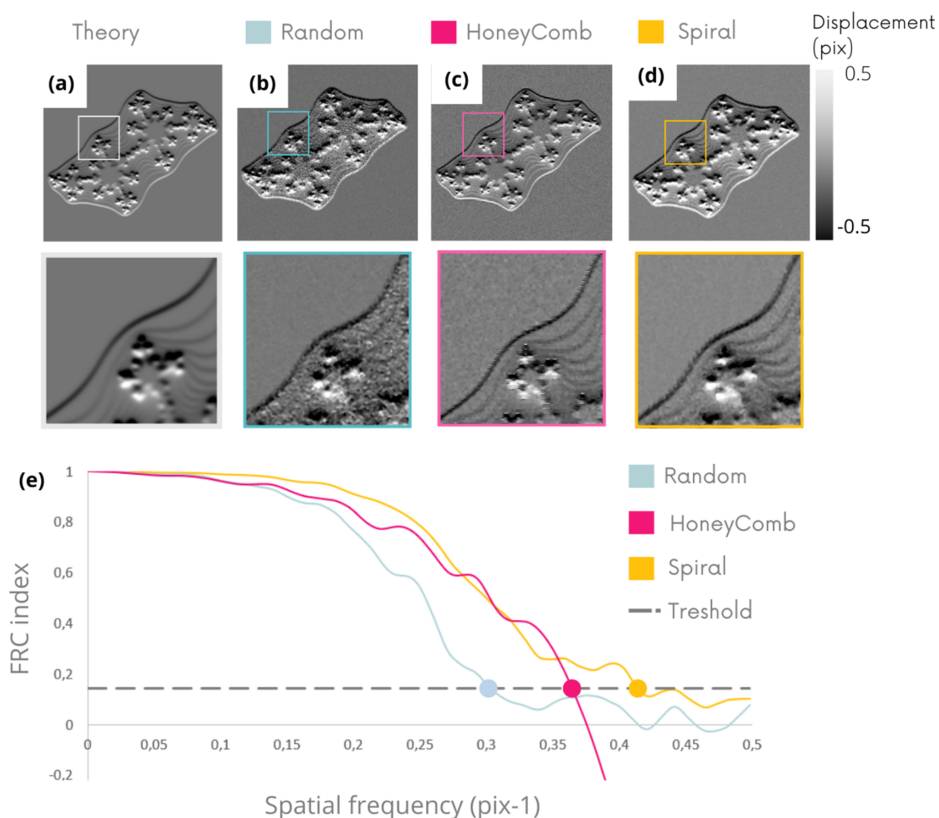 Theory
Random
HoneyComb
Spiral
Displacement
(pix)
(a)
(b)
(c)
(d)
0.5
-0.5
(e)
1
0,8
0,6
0,4
0,2
0
-0,2
FRC index
0
0,05
0,1
0,15
0,2
0,25
0,3
0,35
0,4
0,45
0,5
Spatial frequency (pix-1)
Random
HoneyComb
Spiral
Treshold